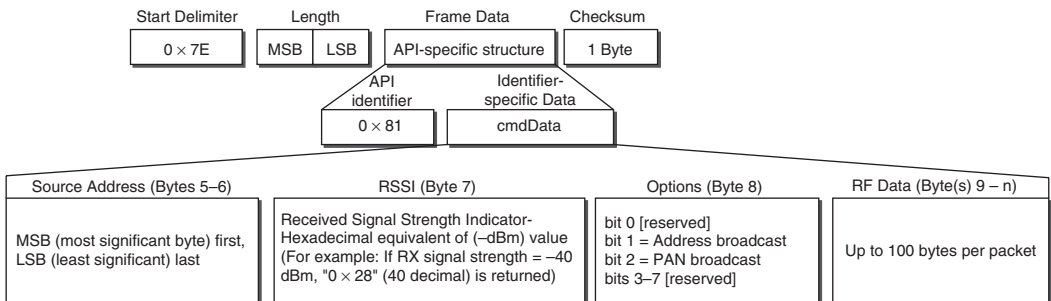 Start Delimiter
Length
Frame Data
Checksum
0 × 7E
MSB
LSB
API-specific structure
1 Byte
API
identifier
Identifier-
specific Data
0 × 81
cmdData
Source Address (Bytes 5–6)
MSB (most significant byte) first,
LSB (least significant) last
RSSI (Byte 7)
Received Signal Strength Indicator-
Hexadecimal equivalent of (–dBm) value
(For example: If RX signal strength = –40
dBm, "0 × 28" (40 decimal) is returned)
Options (Byte 8)
bit 0 [reserved]
bit 1 = Address broadcast
bit 2 = PAN broadcast
bits 3–7 [reserved]
RF Data (Byte(s) 9 – n)
Up to 100 bytes per packet